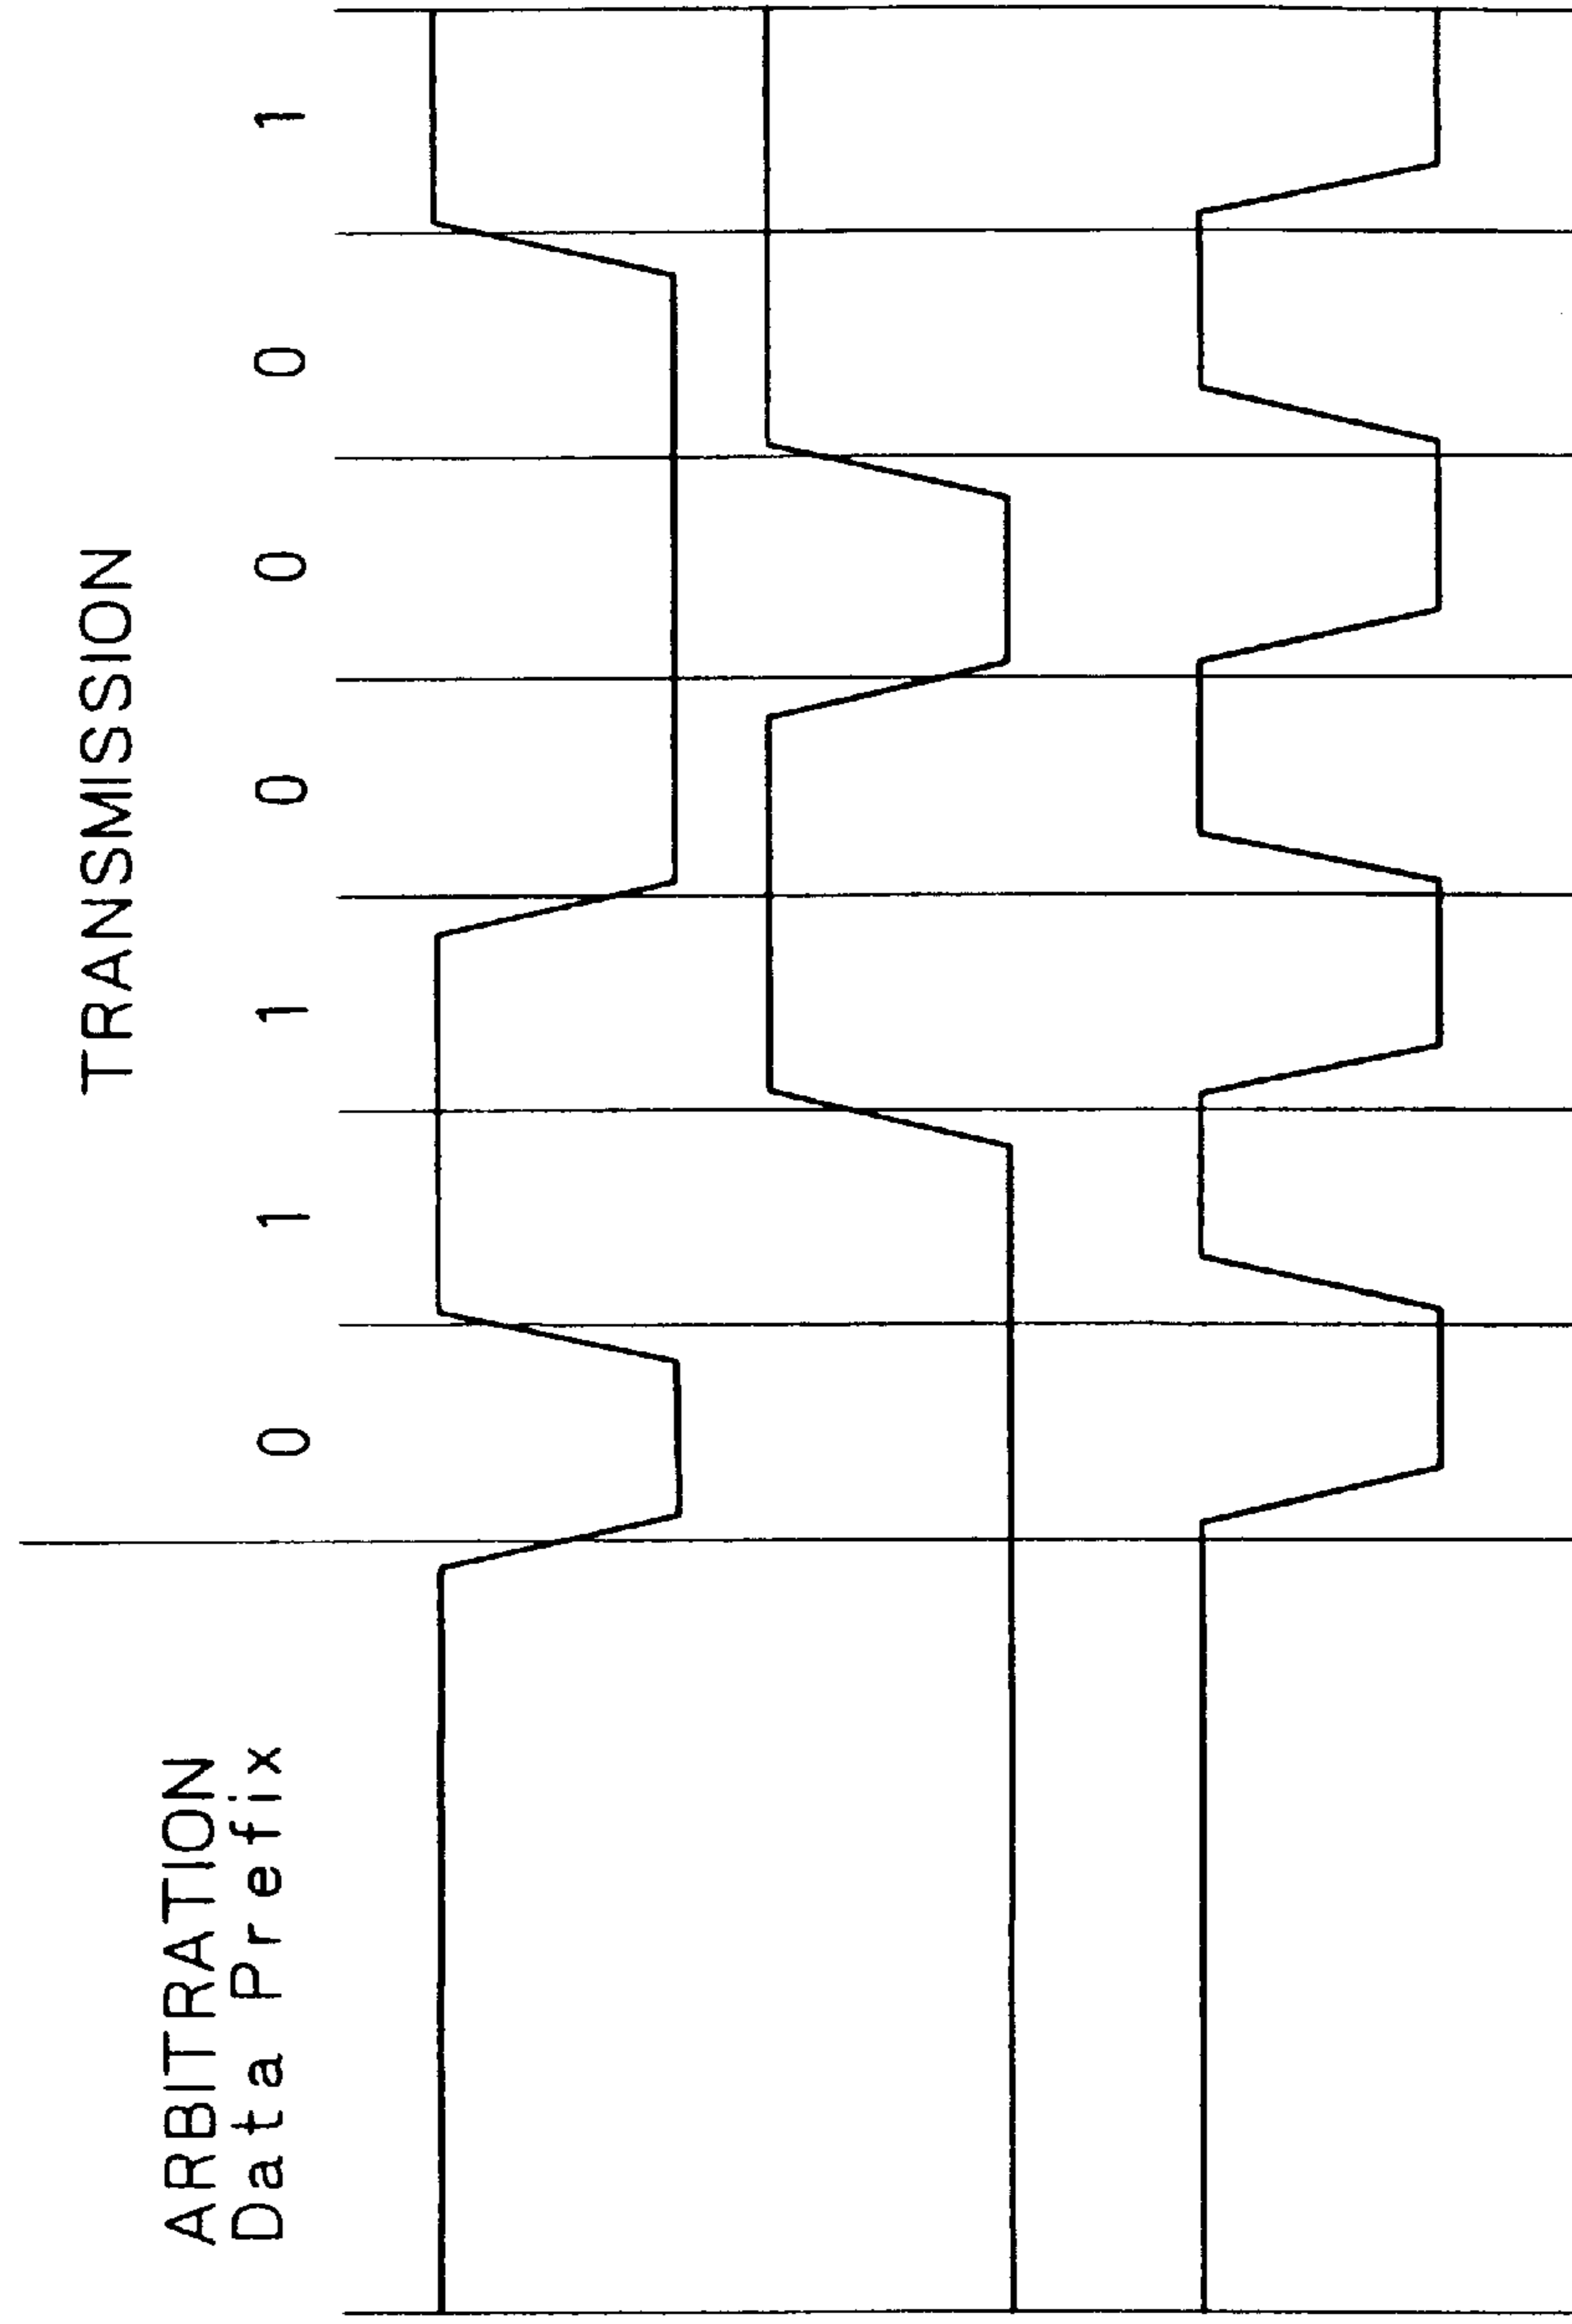 TRANSMISSION
ARBITRATION
Data Prefix
0 1 1 0 0 0 1